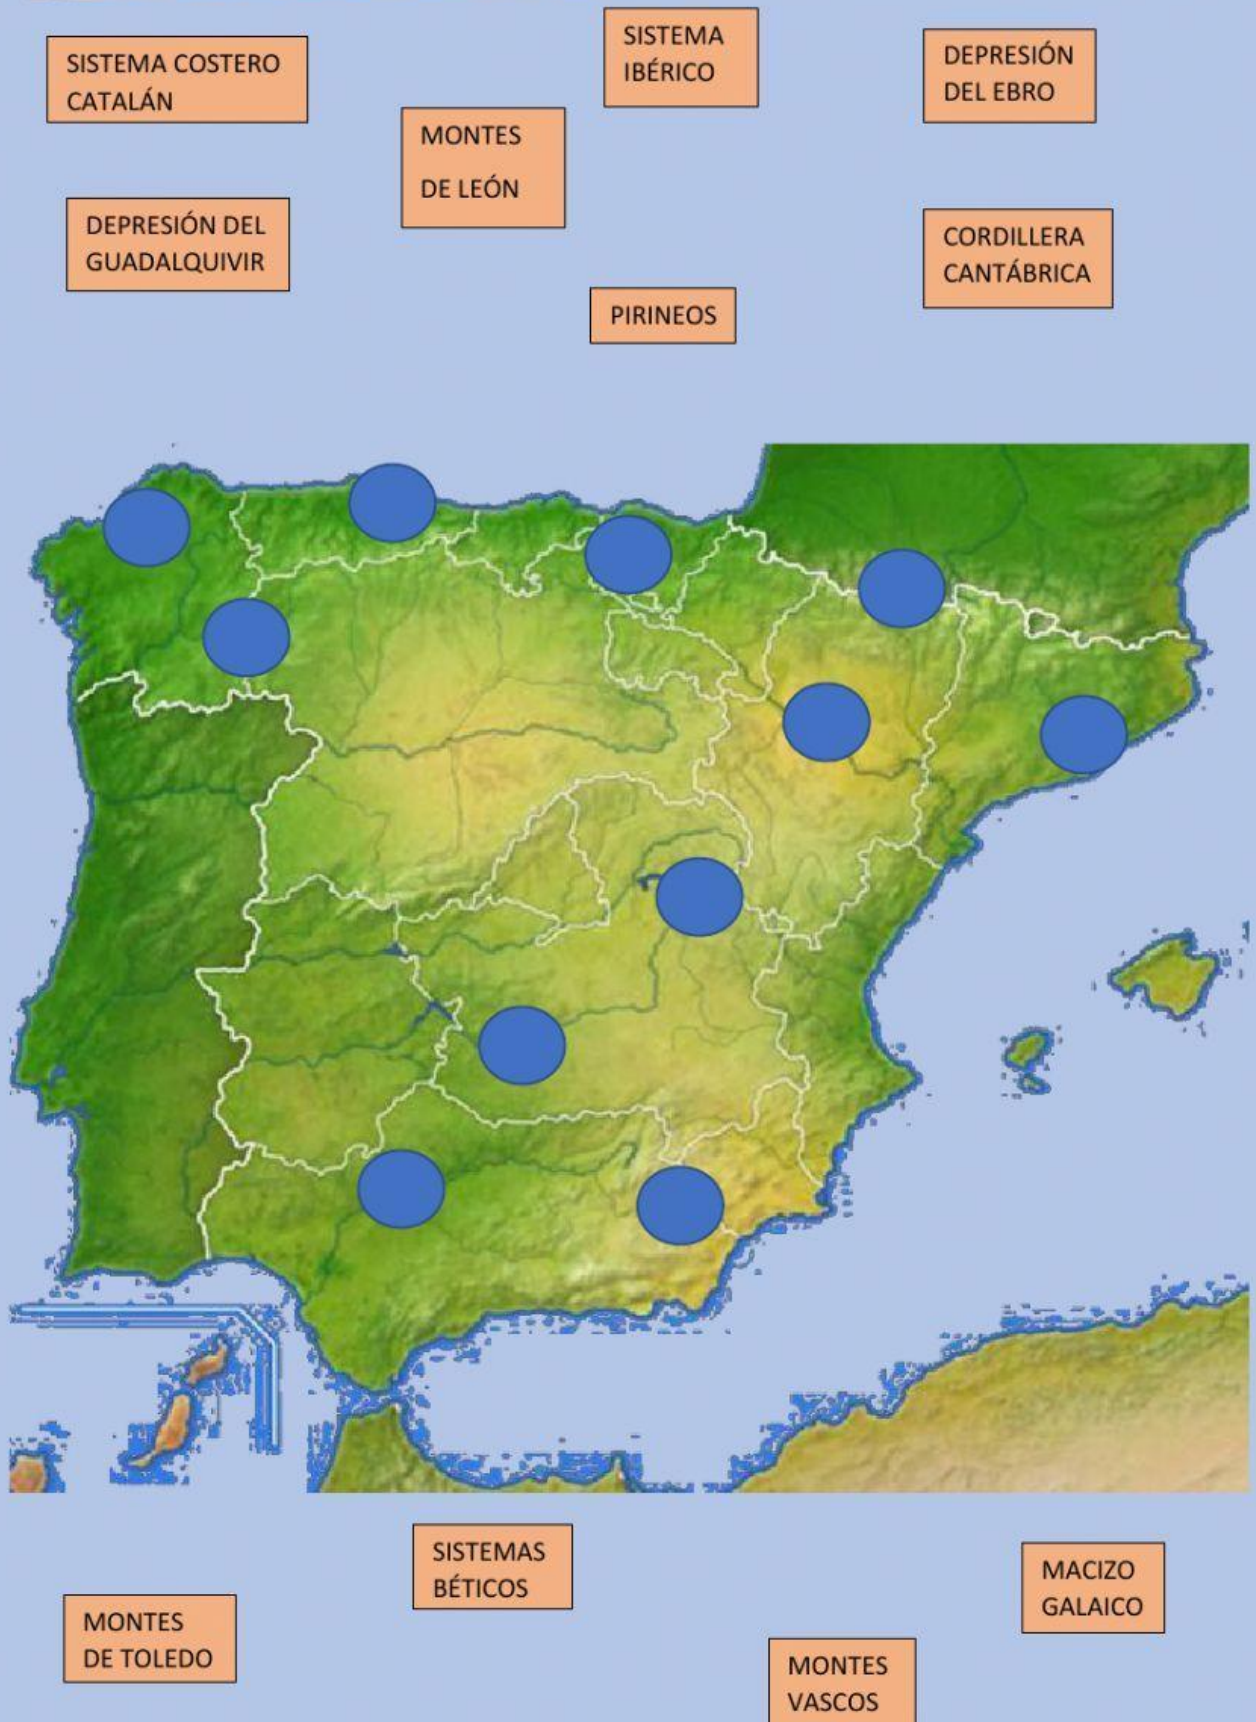 SISTEMA COSTERO
CATALÁN
SISTEMA
IBÉRICO
DEPRESIÓN
DEL EBRO
MONTES
DE LEÓN
DEPRESIÓN DEL
GUADALQUIVIR
CORDILLERA
CANTÁBRICA
PIRINEOS
SISTEMAS
BÉTICOS
MACIZO
GALAICO
MONTES
DE TOLEDO
MONTES
VASCOS